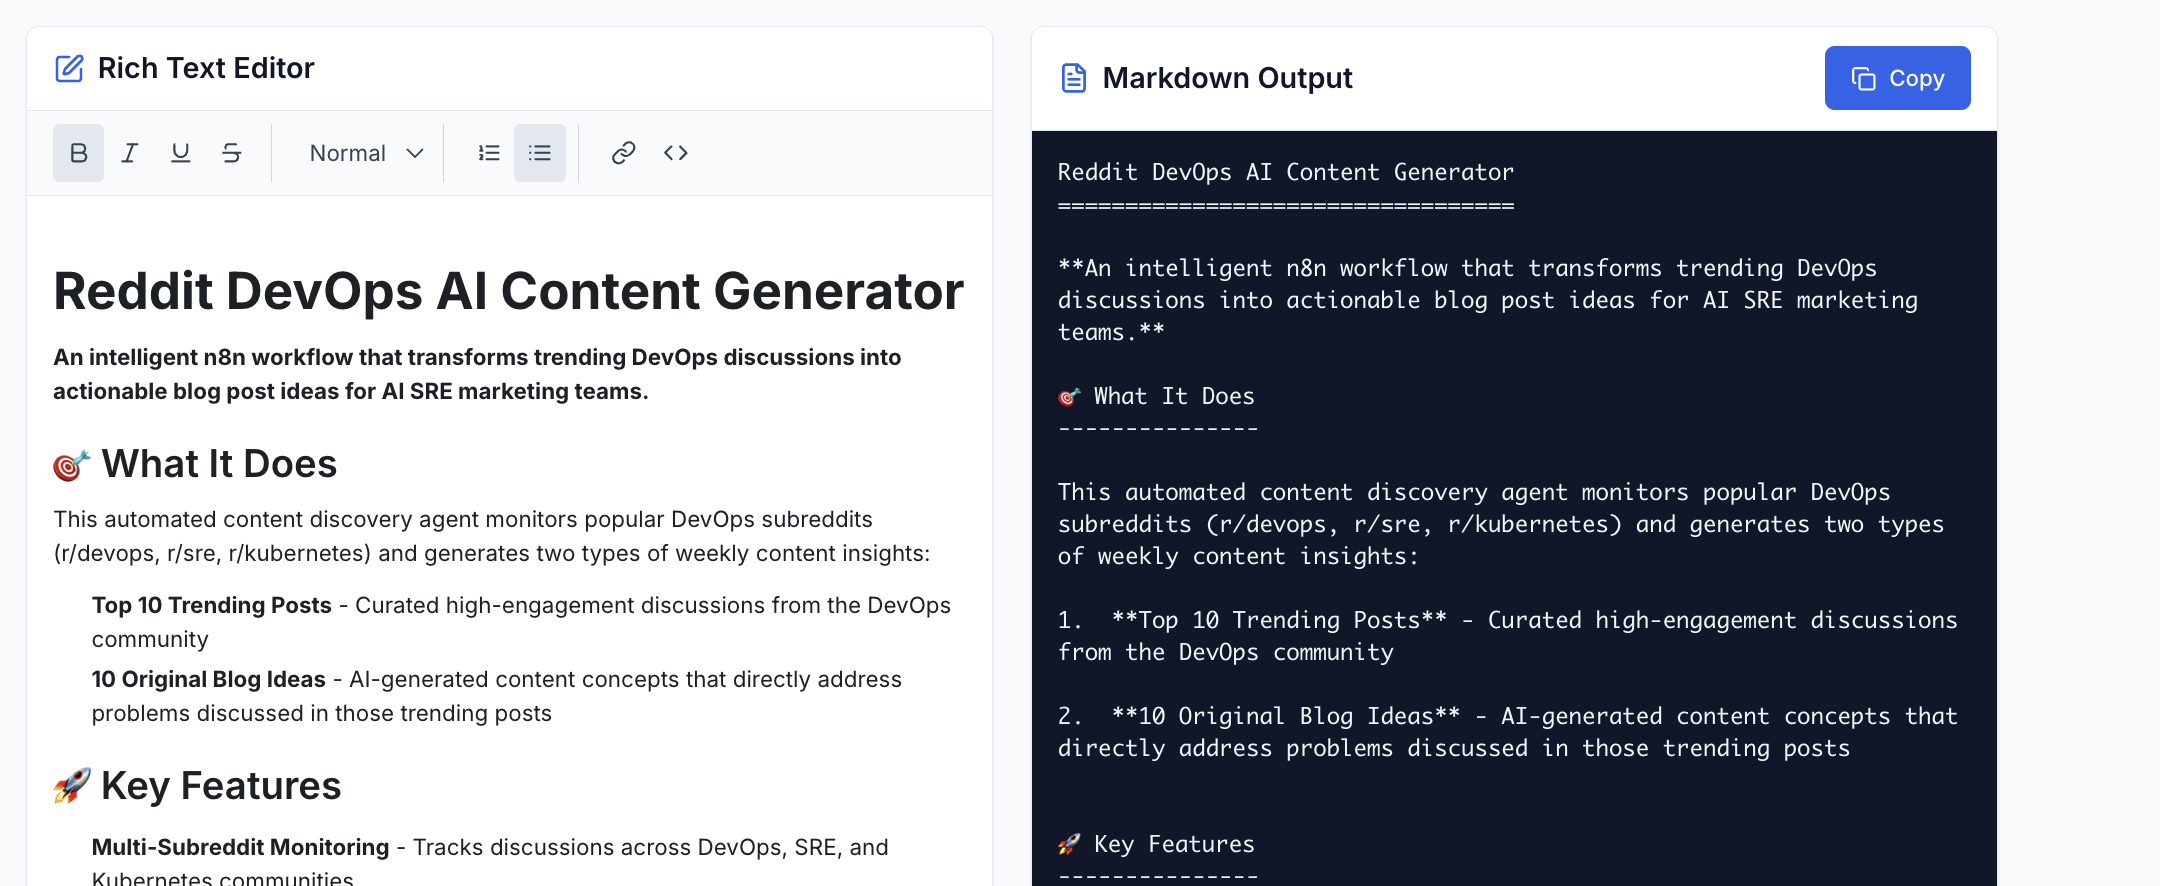 Rich Text Editor
B I U S Normal
Reddit DevOps AI Content Generator
An intelligent n8n workflow that transforms trending DevOps discussions into
actionable blog post ideas for AI SRE marketing teams.
🎯 What It Does
This automated content discovery agent monitors popular DevOps subreddits
(r/devops, r/sre, r/kubernetes) and generates two types of weekly content insights:
Top 10 Trending Posts - Curated high-engagement discussions from the DevOps
community
10 Original Blog Ideas - AI-generated content concepts that directly address
problems discussed in those trending posts
🚀 Key Features
Multi-Subreddit Monitoring - Tracks discussions across DevOps, SRE, and
Kubernetes communities
Markdown Output
Copy
Reddit DevOps AI Content Generator
==================================
**An intelligent n8n workflow that transforms trending DevOps
discussions into actionable blog post ideas for AI SRE marketing
teams.**
🎯 What It Does
---------------
This automated content discovery agent monitors popular DevOps
subreddits (r/devops, r/sre, r/kubernetes) and generates two types
of weekly content insights:
1.  **Top 10 Trending Posts** - Curated high-engagement discussions
from the DevOps community
2.  **10 Original Blog Ideas** - AI-generated content concepts that
directly address problems discussed in those trending posts
🚀 Key Features
---------------